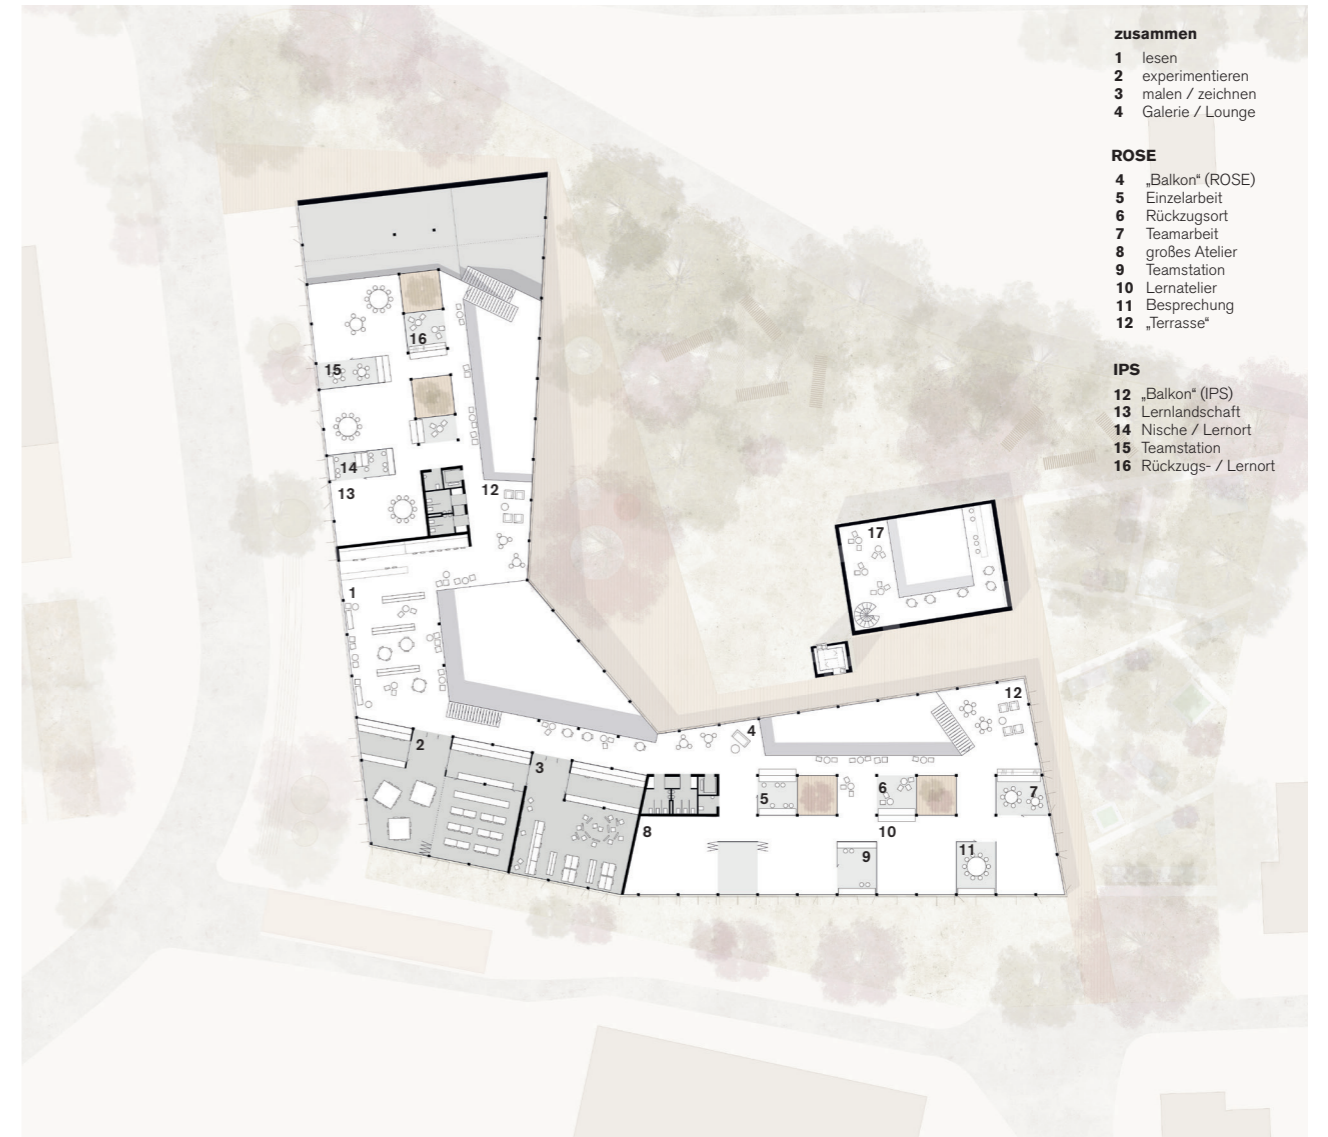 zusammen
1 lesen
2 experimentieren
3 malen / zeichnen
4 Galerie / Lounge
ROSE
4 „Balkon“ (ROSE)
5 Einzelarbeit
6 Rückzugsort
7 Teamarbeit
8 großes Atelier
9 Teamstation
10 Lernatelier
11 Besprechung
12 „Terrasse“
IPS
12 „Balkon“ (IPS)
13 Lernlandschaft
14 Nische / Lernort
15 Teamstation
16 Rückzugs- / Lernort
16
15
14
13
12
17
1
12
4
2
3
5
6
7
8
10
9
11